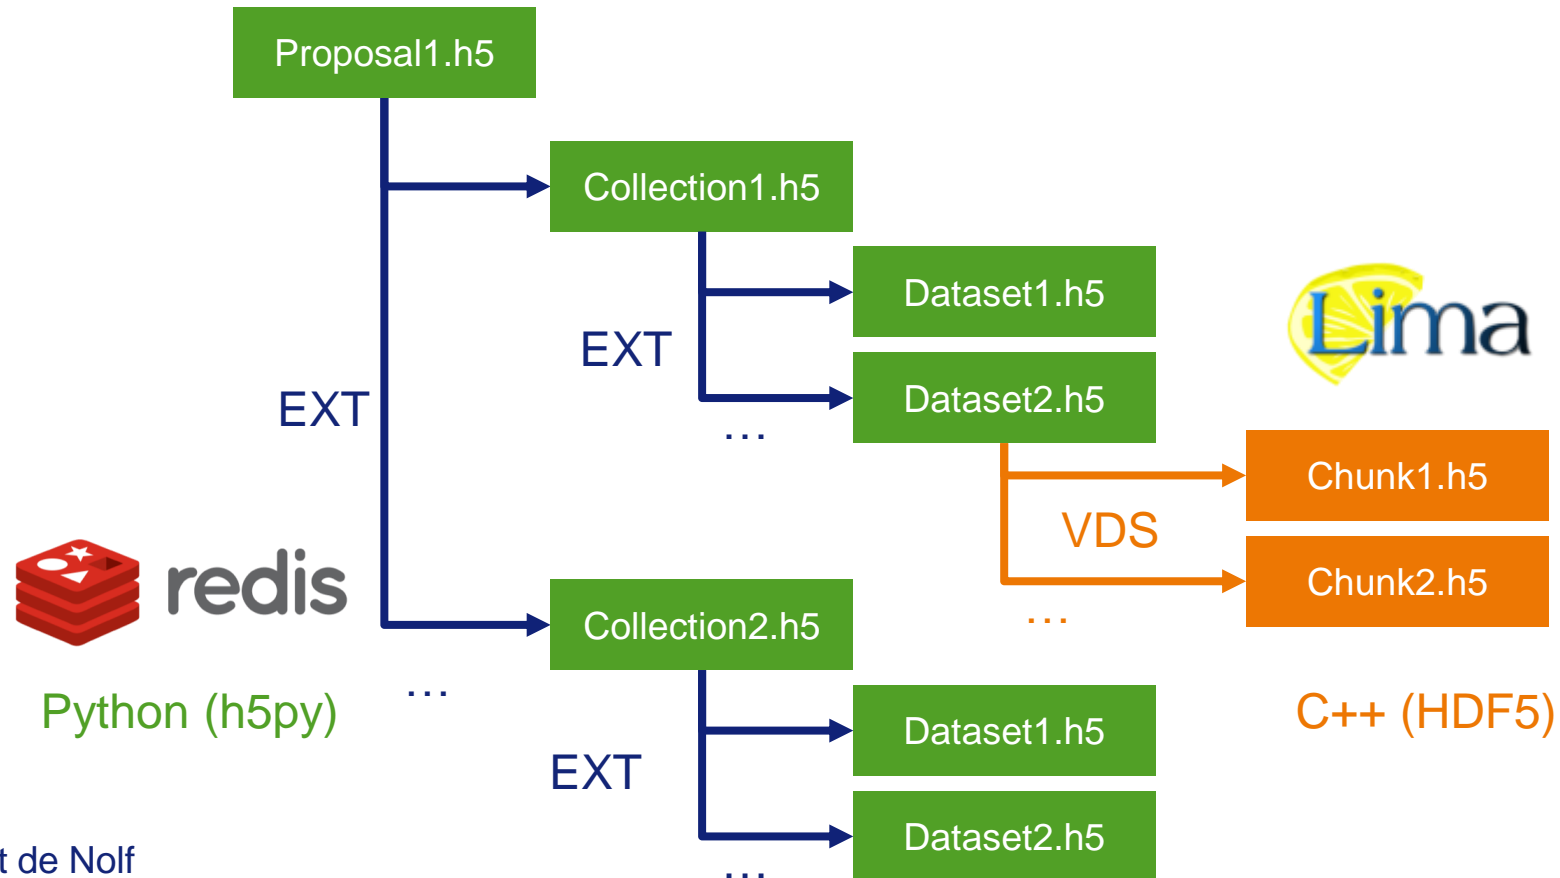 Proposal1.h5
Collection1.h5
Dataset1.h5
Lima
EXT
Dataset2.h5
EXT
…
Chunk1.h5
VDS
redis
Chunk2.h5
Collection2.h5
…
…
Python (h5py)
C++ (HDF5)
Dataset1.h5
EXT
Dataset2.h5
de Nolf
…